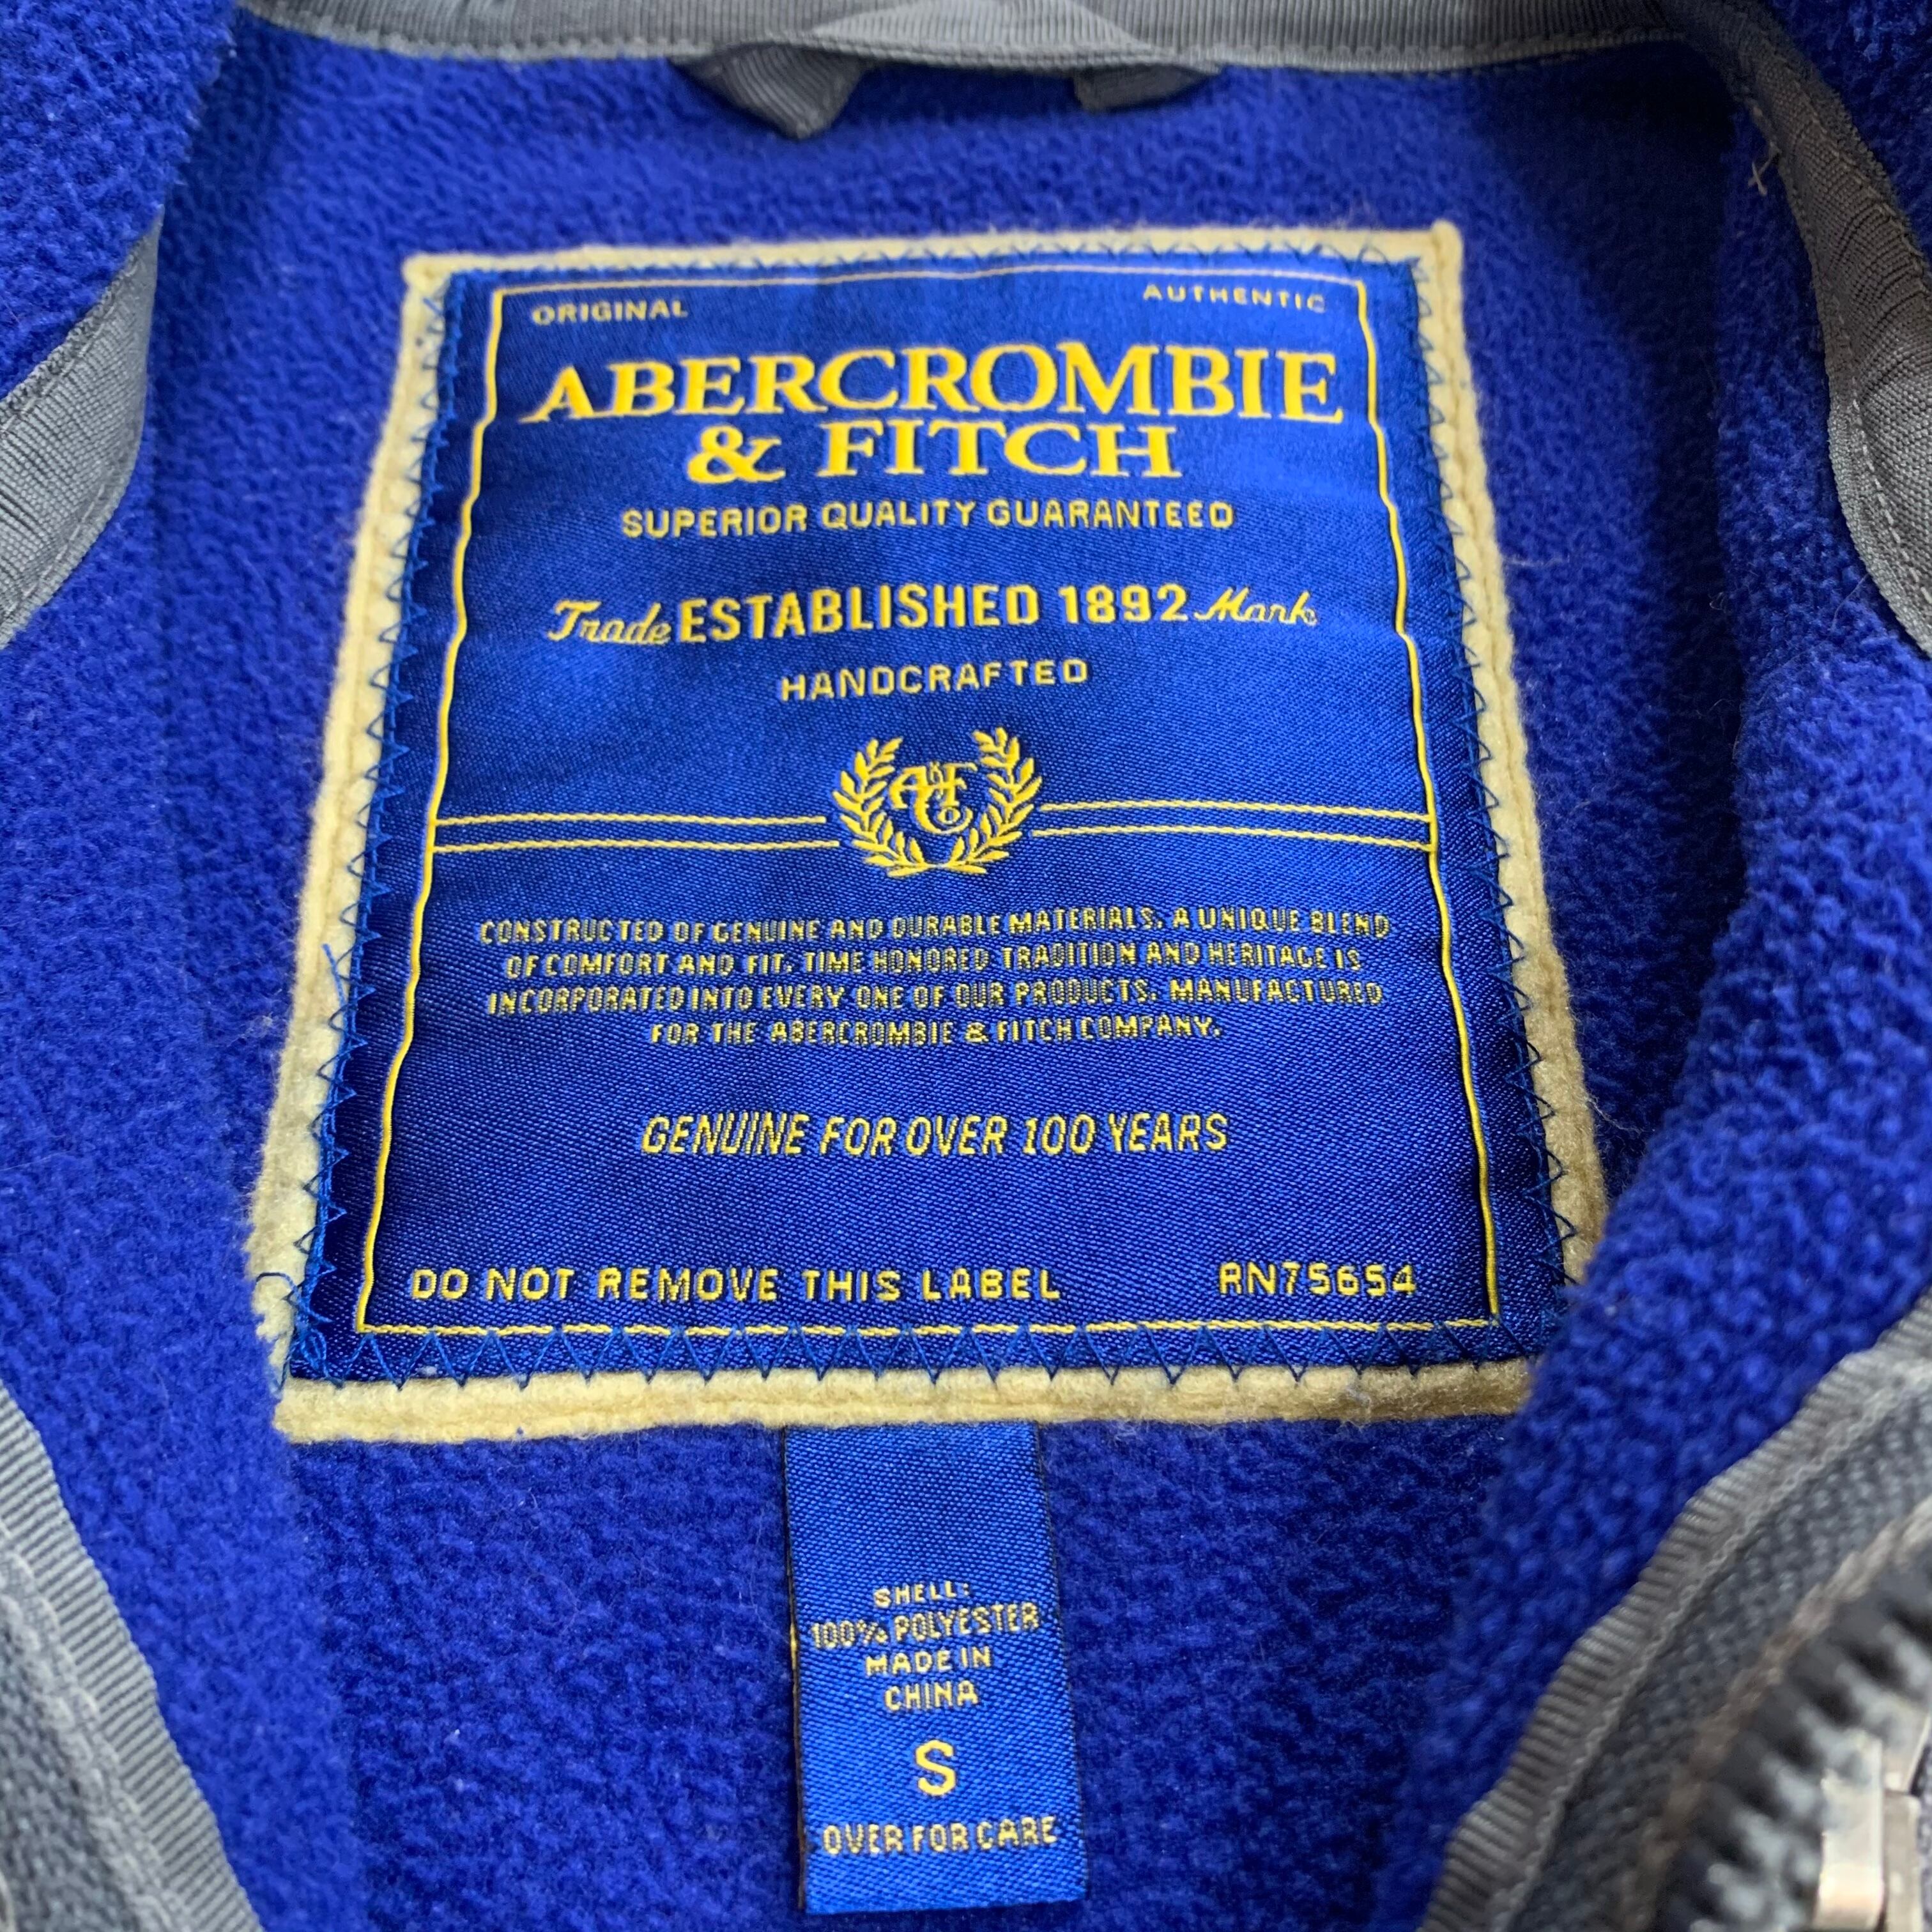 ORIGINAL AUTHENTIC
ABERCROMBIE
& FITCH
SUPERIOR QUALITY GUARANTEED
Trade ESTABLISHED 1892 Mark
HANDCRAFTED
A&F Co
CONSTRUCTED OF GENUINE AND DURABLE MATERIALS. A UNIQUE BLEND
OF COMFORT AND FIT. TIME HONORED TRADITION AND HERITAGE IS
INCORPORATED INTO EVERY ONE OF OUR PRODUCTS. MANUFACTURED
FOR THE ABERCROMBIE & FITCH COMPANY.
GENUINE FOR OVER 100 YEARS
DO NOT REMOVE THIS LABEL RN75654
SHELL:
100% POLYESTER
MADE IN
CHINA
S
OVER FOR CARE